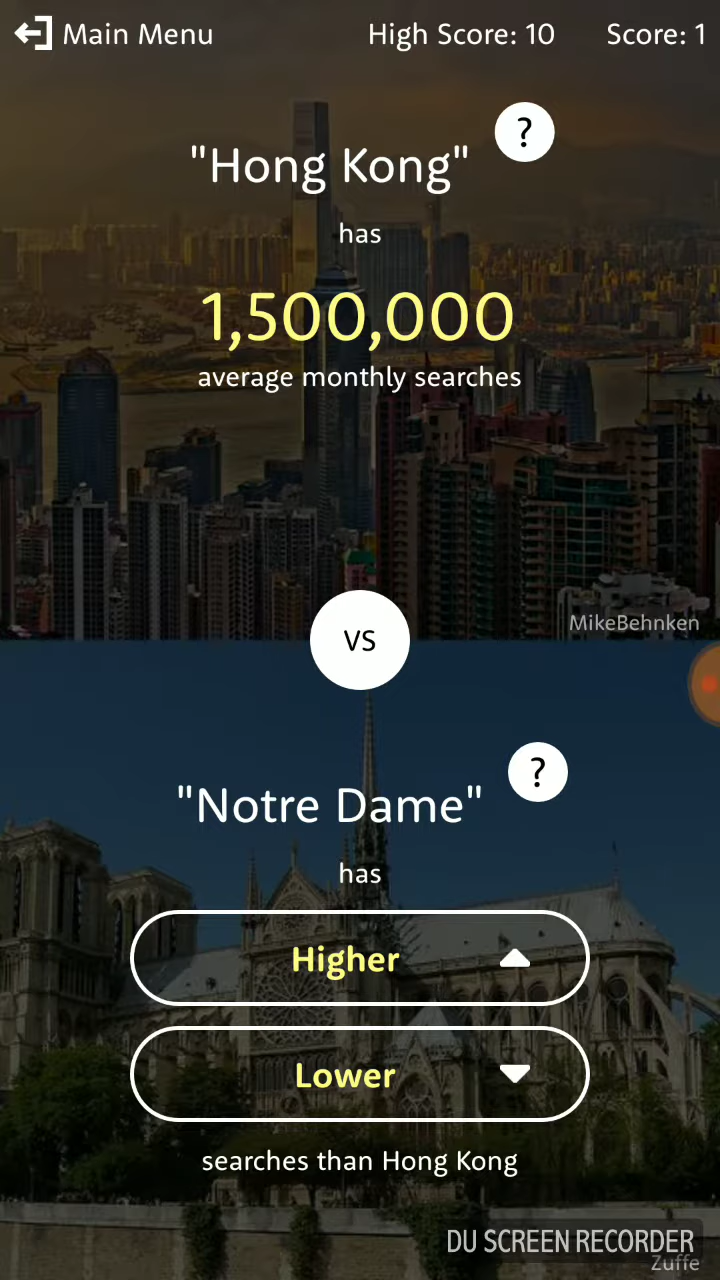 Main Menu
High Score: 10
Score: 1
"Hong Kong"
?
has
1,500,000
average monthly searches
MikeBehnken
VS
"Notre Dame"
?
has
Higher
Lower
searches than Hong Kong
DU SCREEN RECORDER
Zuffe